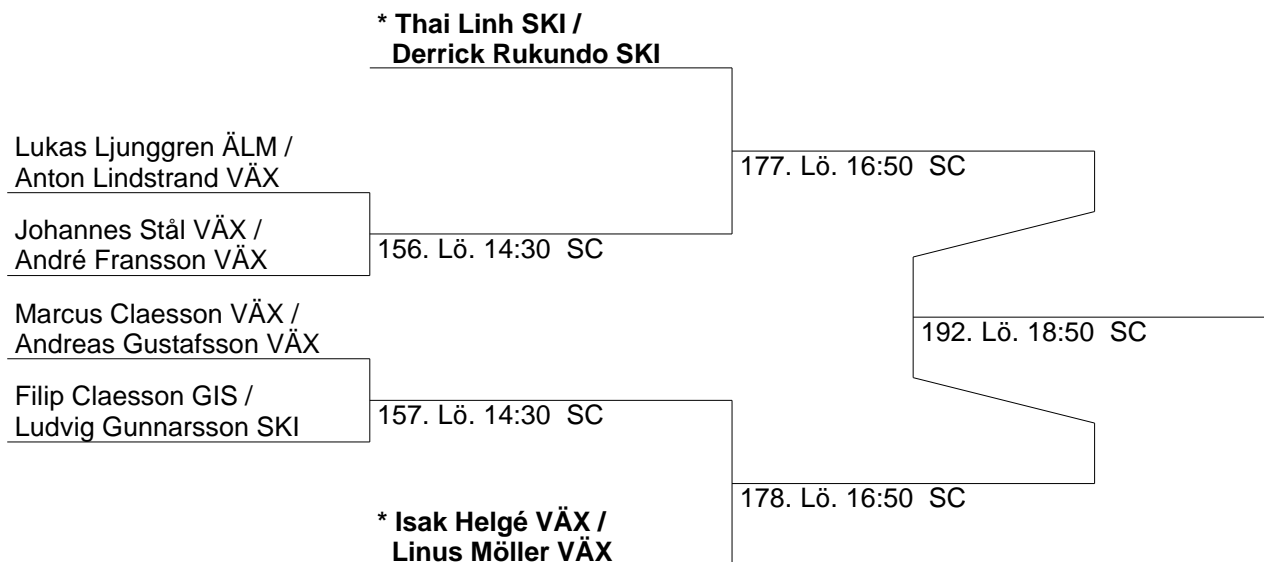 * Thai Linh SKI /
Derrick Rukundo SKI
Lukas Ljunggren ÄLM /
Anton Lindstrand VÄX
177. Lö. 16:50 SC
Johannes Stål VÄX /
André Fransson VÄX
156. Lö. 14:30 SC
Marcus Claesson VÄX /
Andreas Gustafsson VÄX
192. Lö. 18:50 SC
Filip Claesson GIS /
Ludvig Gunnarsson SKI
157. Lö. 14:30 SC
178. Lö. 16:50 SC
* Isak Helgé VÄX /
Linus Möller VÄX